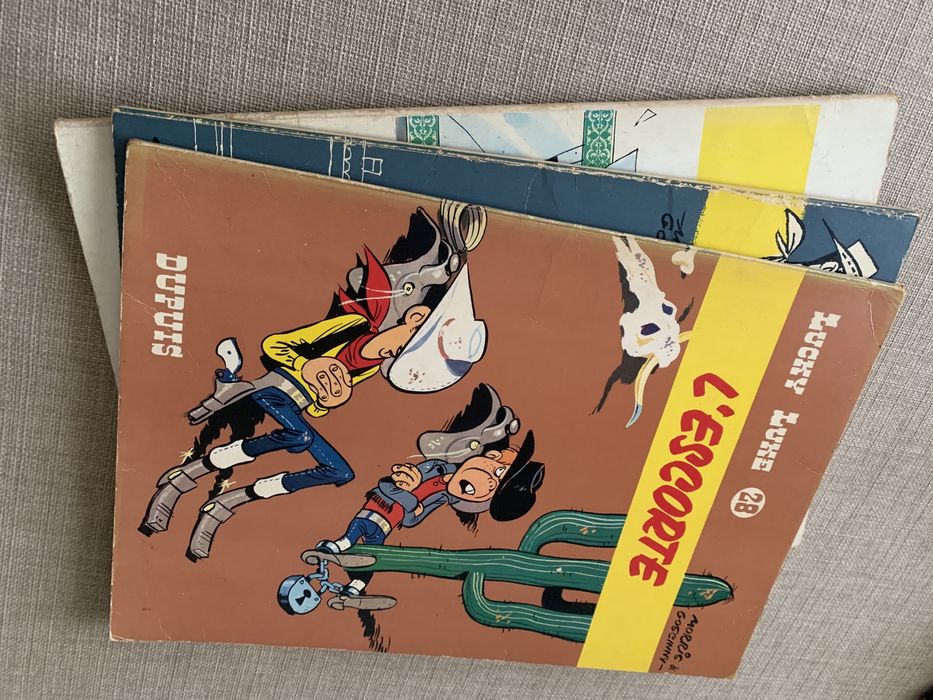 LUCKY LUKE 28
L'ESCORTE
MORRIS &
GOSCINNY
DUPUIS